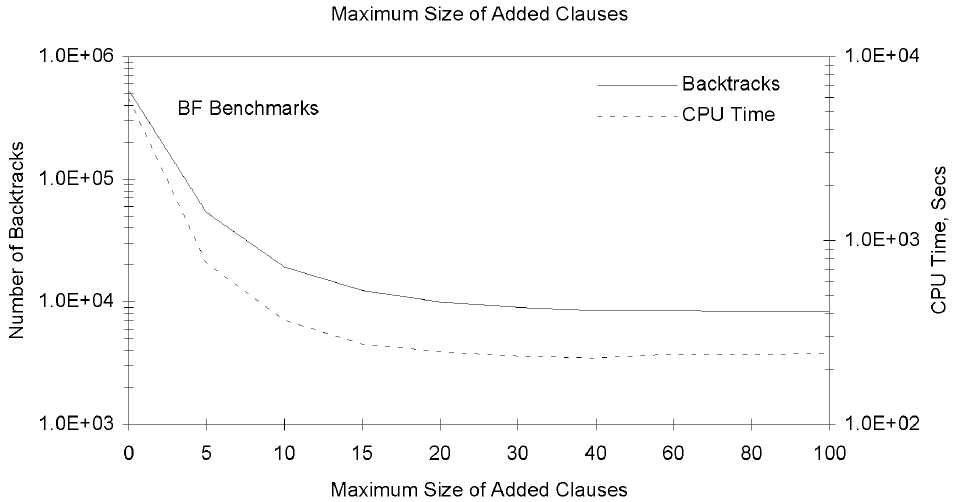 Maximum Size of Added Clauses
1.0E+06
1.0E+04
BF Benchmarks
Backtracks
CPU Time
1.0E+05
1.0E+03
1.0E+04
1.0E+03
1.0E+02
Number of Backtracks
CPU Time, Secs
0 5 10 15 20 30 40 60 80 100
Maximum Size of Added Clauses